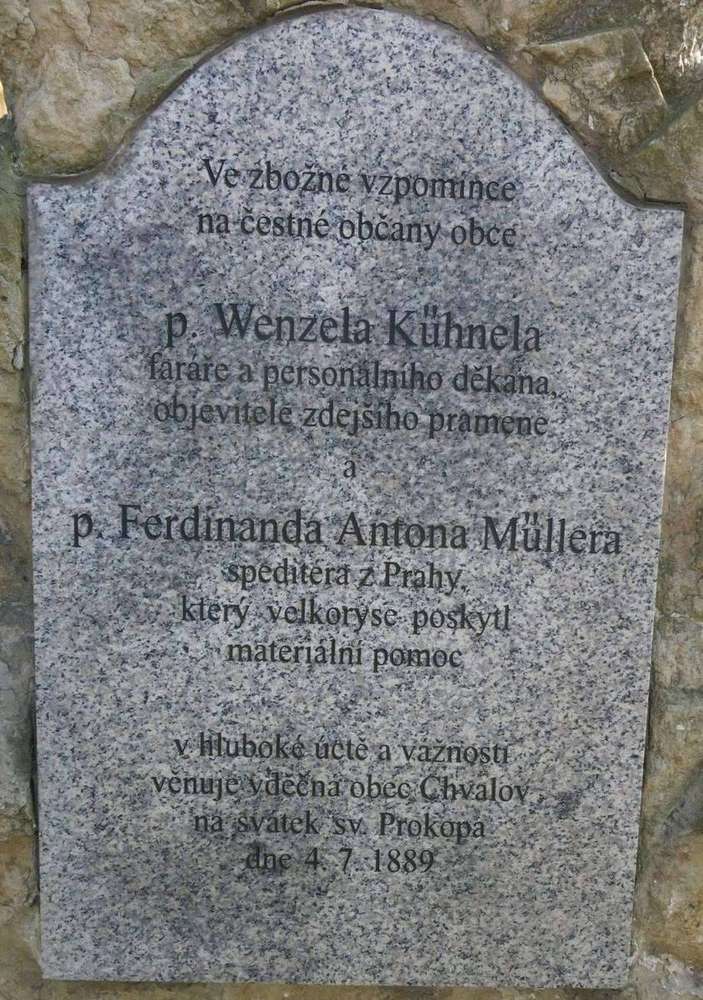 Ve zbožné vzpomínce
na čestné občany obce
p. Wenzela Kühnela
faráře a personálního děkana,
objevitele zdejšího pramene
a
p. Ferdinanda Antona Müllera
speditéra z Prahy,
který velkoryse poskytl
materiální pomoc
v hluboké úctě a vážnosti
věnuje vděčná obec Chvalov
na svátek sv. Prokopa
dne 4. 7. 1889